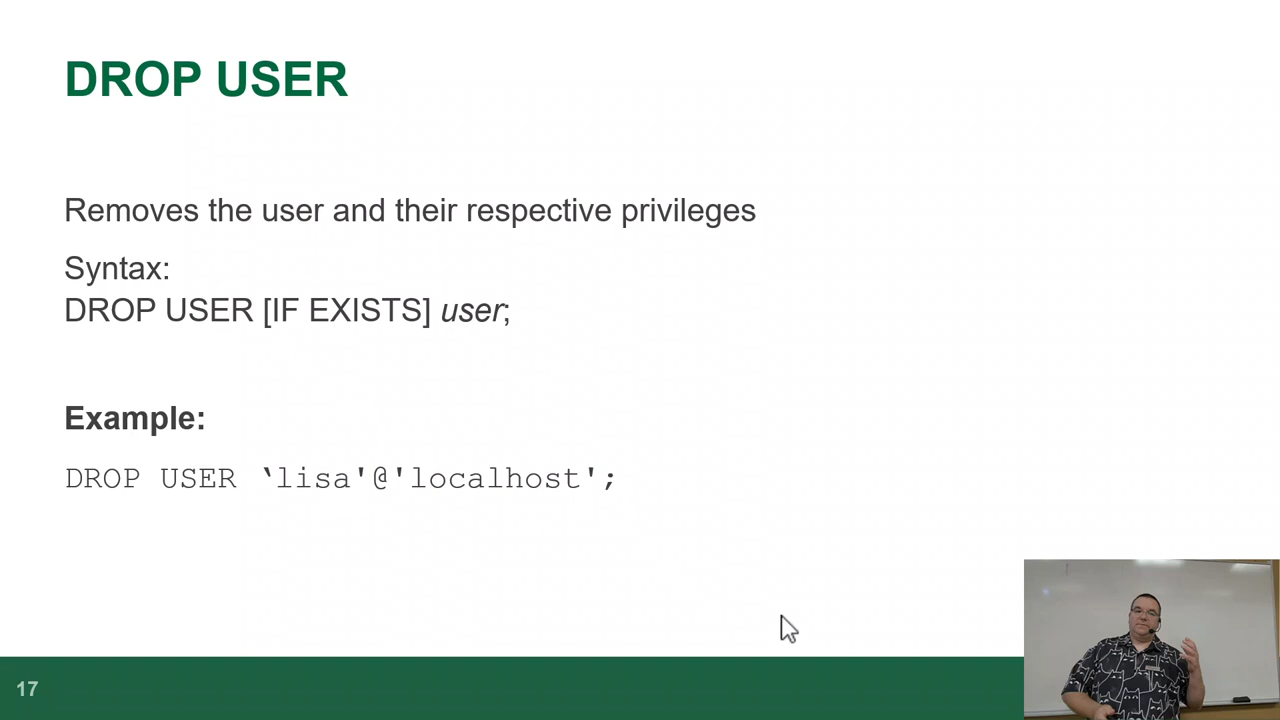 DROP USER
Removes the user and their respective privileges
Syntax:
DROP USER [IF EXISTS] user;
Example:
DROP USER ‘lisa'@'localhost';
17